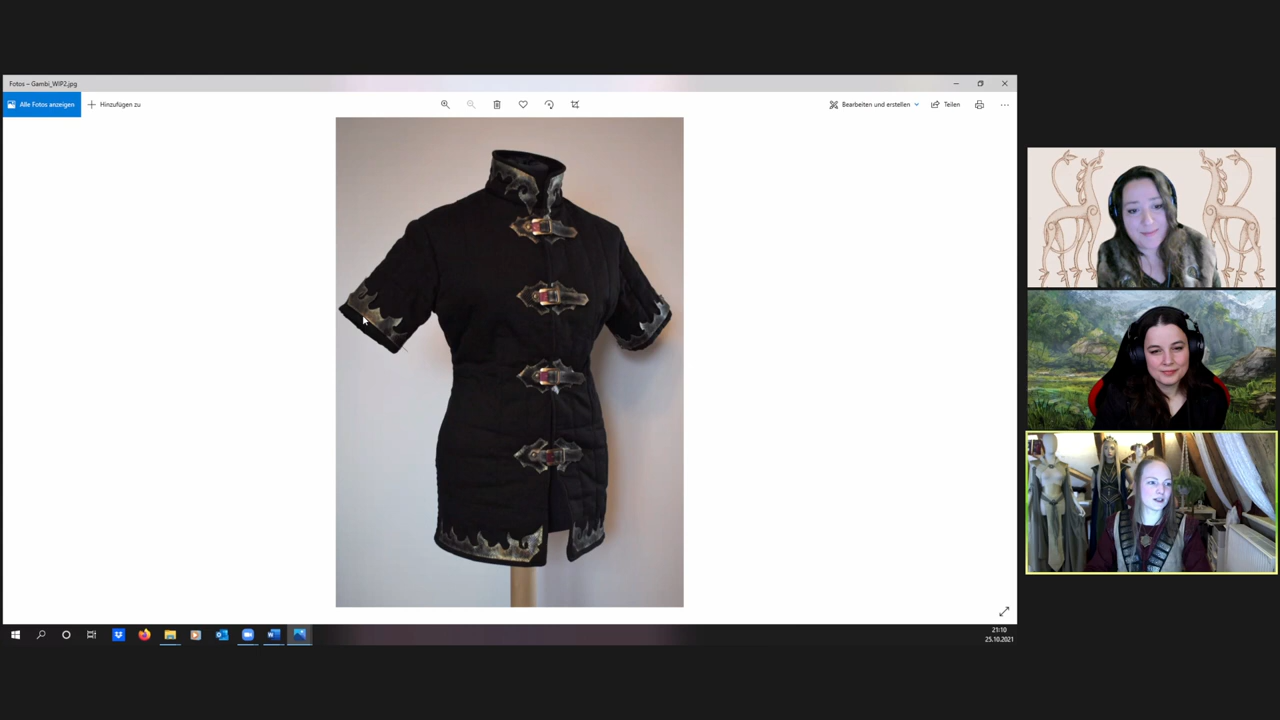 Fotos – Gambi_WIP2.jpg
Alle Fotos anzeigen
Hinzufügen zu
Bearbeiten und erstellen
Teilen
21:10
25.10.2021